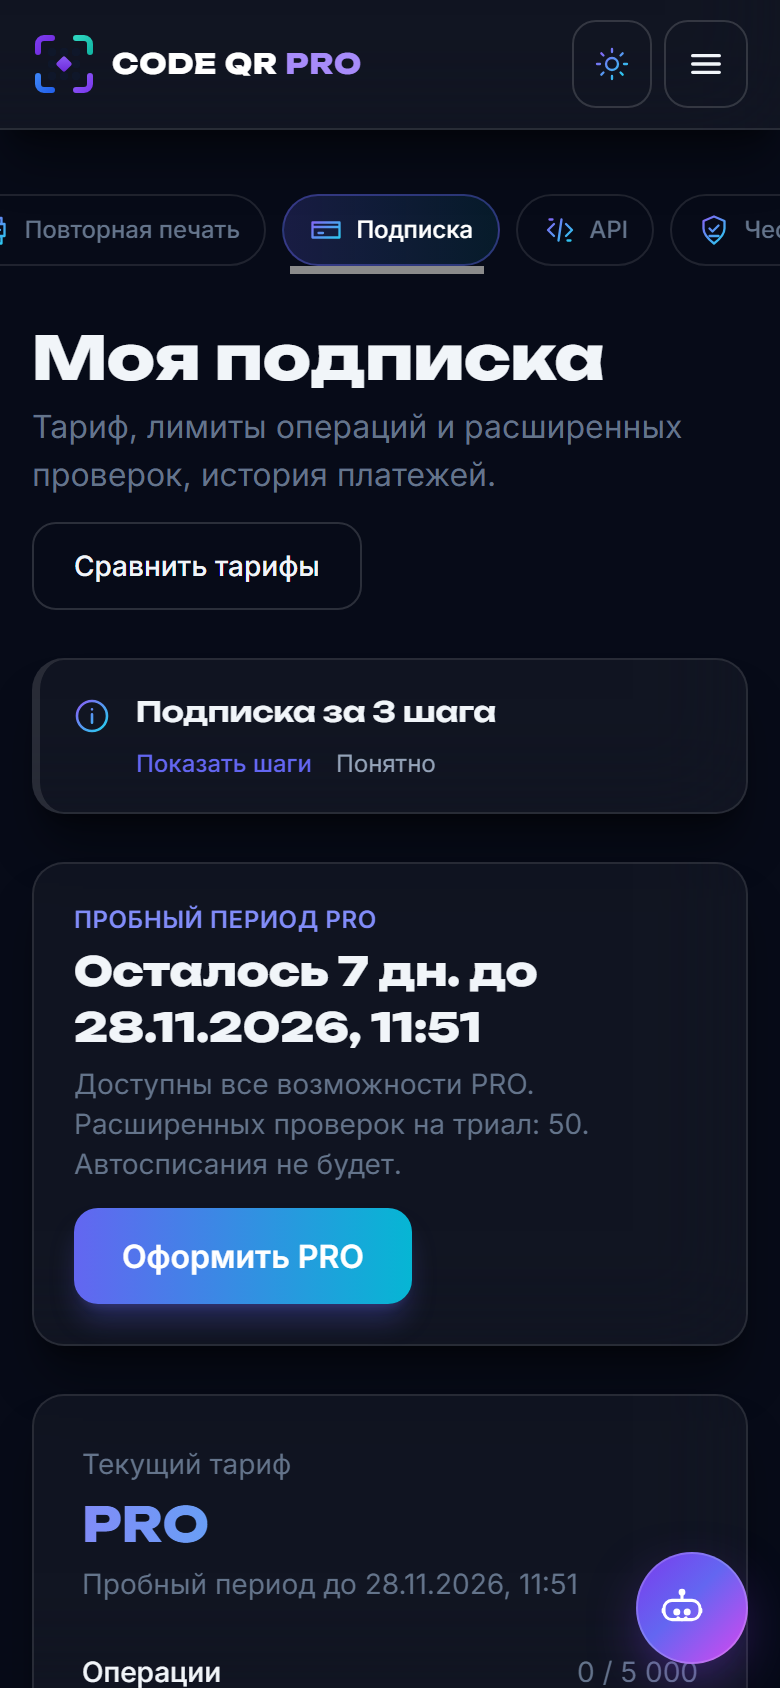 CODE QR PRO
Повторная печать
Подписка
API
Чес
Моя подписка
Тариф, лимиты операций и расширенных
проверок, история платежей.
Сравнить тарифы
Подписка за 3 шага
Показать шаги Понятно
ПРОБНЫЙ ПЕРИОД PRO
Осталось 7 дн. до
28.11.2026, 11:51
Доступны все возможности PRO.
Расширенных проверок на триал: 50.
Автосписания не будет.
Оформить PRO
Текущий тариф
PRO
Пробный период до 28.11.2026, 11:51
Операции 0 / 5 000